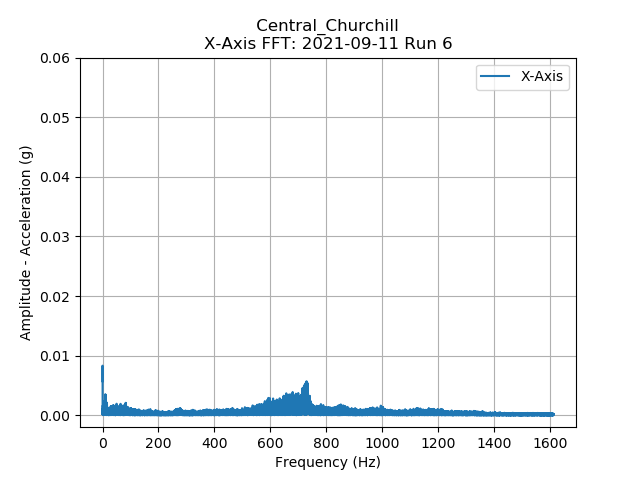 Central_Churchill
X-Axis FFT: 2021-09-11 Run 6
X-Axis
0.06
0.05
0.04
0.03
0.02
0.01
0.00
Amplitude - Acceleration (g)
0 200 400 600 800 1000 1200 1400 1600
Frequency (Hz)